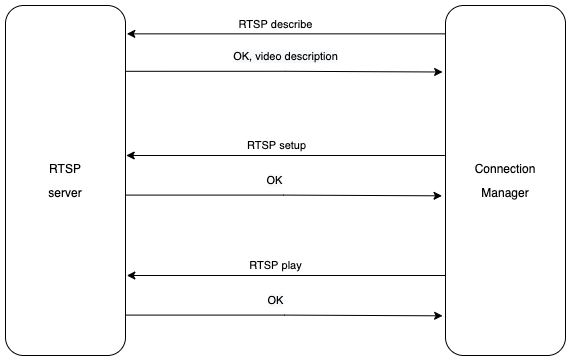 RTSP describe
OK, video description
RTSP setup
RTSP
server
Connection
Manager
OK
RTSP play
OK